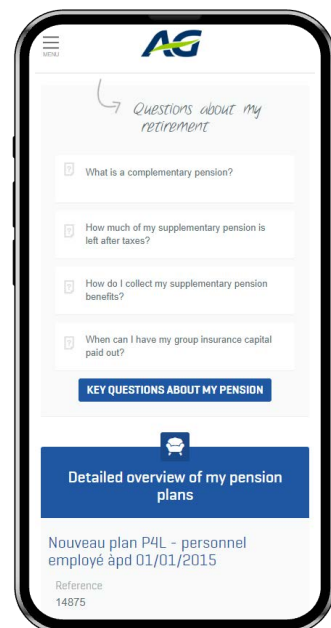 MENU
AG
Questions about my
retirement
What is a complementary pension?
How much of my supplementary pension is
left after taxes?
How do I collect my supplementary pension
benefits?
When can I have my group insurance capital
paid out?
KEY QUESTIONS ABOUT MY PENSION
Detailed overview of my pension
plans
Nouveau plan P4L - personnel
employé àpd 01/01/2015
Reference
14875